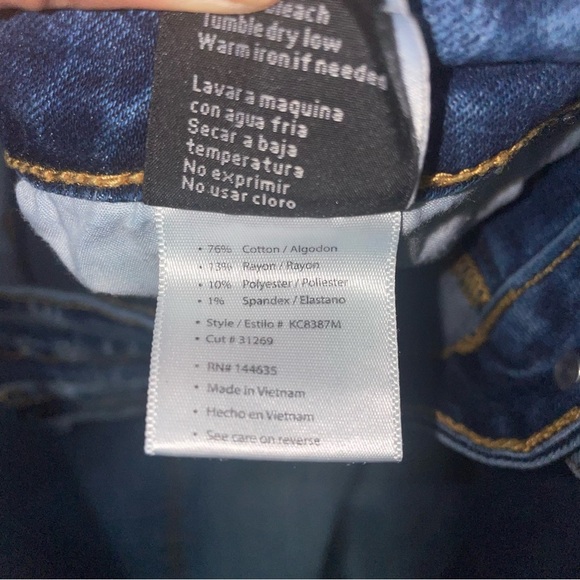 Tumble dry low
Warm iron if needed
Lavar a maquina
con agua fria
Secar a baja
temperatura
No exprimir
No usar cloro
• 76% Cotton / Algodon
• 13% Rayon / Rayon
• 10% Polyester / Poliester
• 1% Spandex / Elastano
• Style / Estilo # KC8387M
• Cut # 31269
• RN# 144635
• Made in Vietnam
• Hecho en Vietnam
• See care on reverse